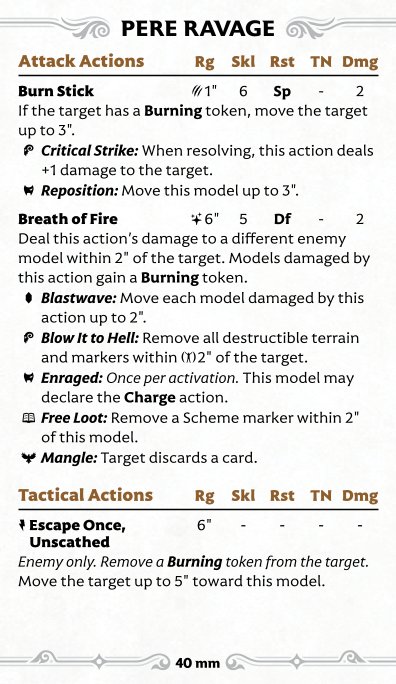 PERE RAVAGE
Attack Actions Rg Skl Rst TN Dmg
Burn Stick 1" 6 Sp - 2
If the target has a Burning token, move the target
up to 3".
Critical Strike: When resolving, this action deals
+1 damage to the target.
Reposition: Move this model up to 3".
Breath of Fire 6" 5 Df - 2
Deal this action's damage to a different enemy
model within 2" of the target. Models damaged by
this action gain a Burning token.
Blastwave: Move each model damaged by this
action up to 2".
Blow It to Hell: Remove all destructible terrain
and markers within 2" of the target.
Enraged: Once per activation. This model may
declare the Charge action.
Free Loot: Remove a Scheme marker within 2"
of this model.
Mangle: Target discards a card.
Tactical Actions Rg Skl Rst TN Dmg
Escape Once, 6" - - - -
Unscathed
Enemy only. Remove a Burning token from the target.
Move the target up to 5" toward this model.
40 mm